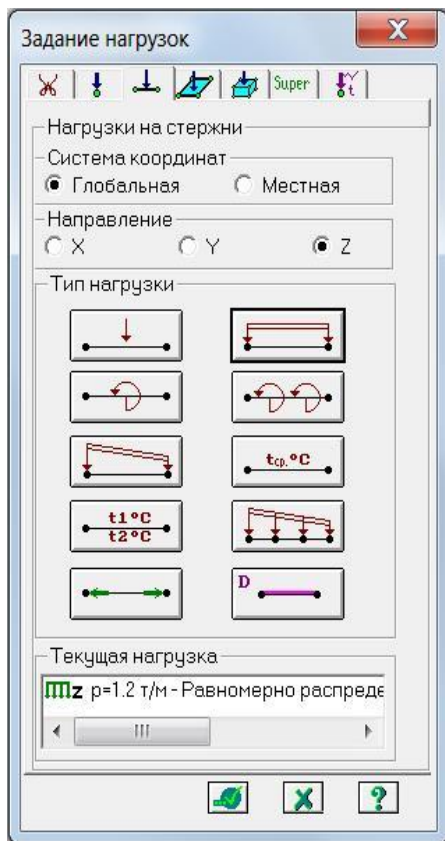 Задание нагрузок
Super
Y
t
Нагрузки на стержни
Система координат
Глобальная Местная
Направление
X Y Z
Тип нагрузки
tср.°C
t1°C
t2°C
D
Текущая нагрузка
z p=1.2 т/м - Равномерно распреде
?